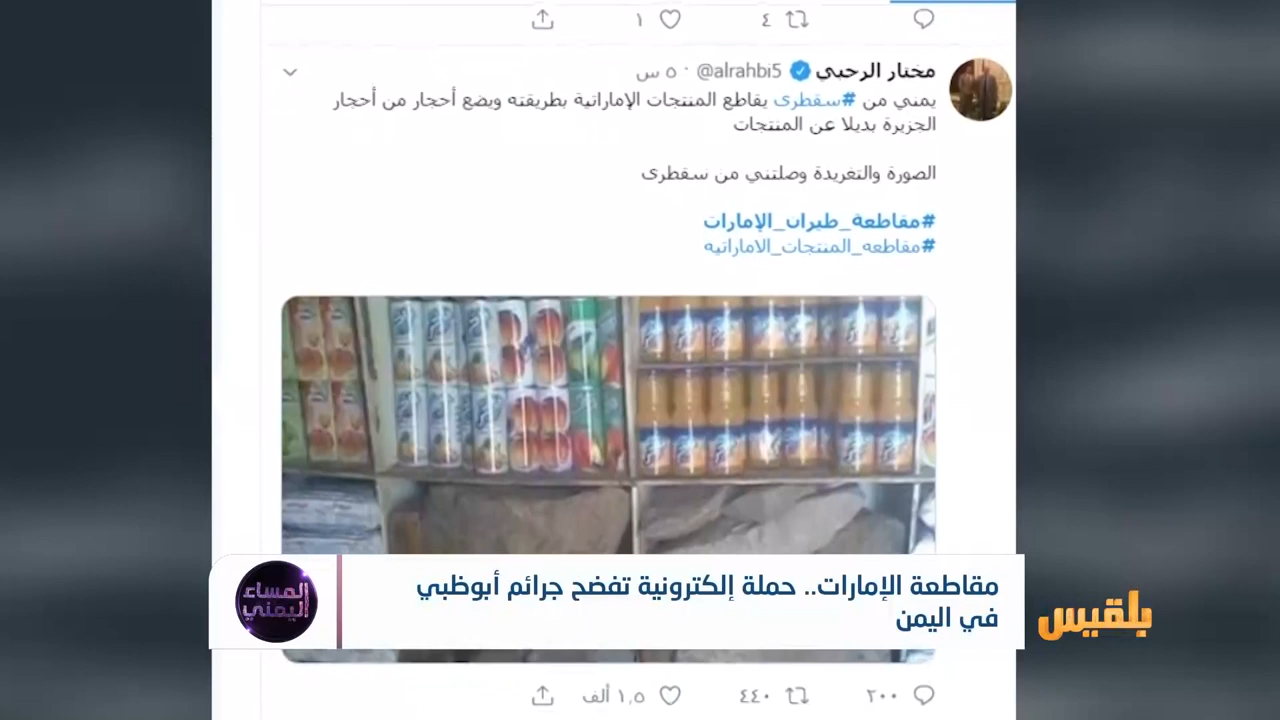 ٤
١
مختار الرحبي @alrahbi5 · ٥ س
يمني من #سقطرى يقاطع المنتجات الإماراتية بطريقته ويضع أحجار من أحجار
الجزيرة بديلا عن المنتجات
الصورة والتغريدة وصلتني من سقطرى
#مقاطعة_طيران_الإمارات
#مقاطعه_المنتجات_الاماراتيه
مقاطعة الإمارات.. حملة إلكترونية تفضح جرائم أبوظبي
في اليمن
المساء
اليمني
بلقيس
٢٠٠
٤٤٠
١,٥ ألف